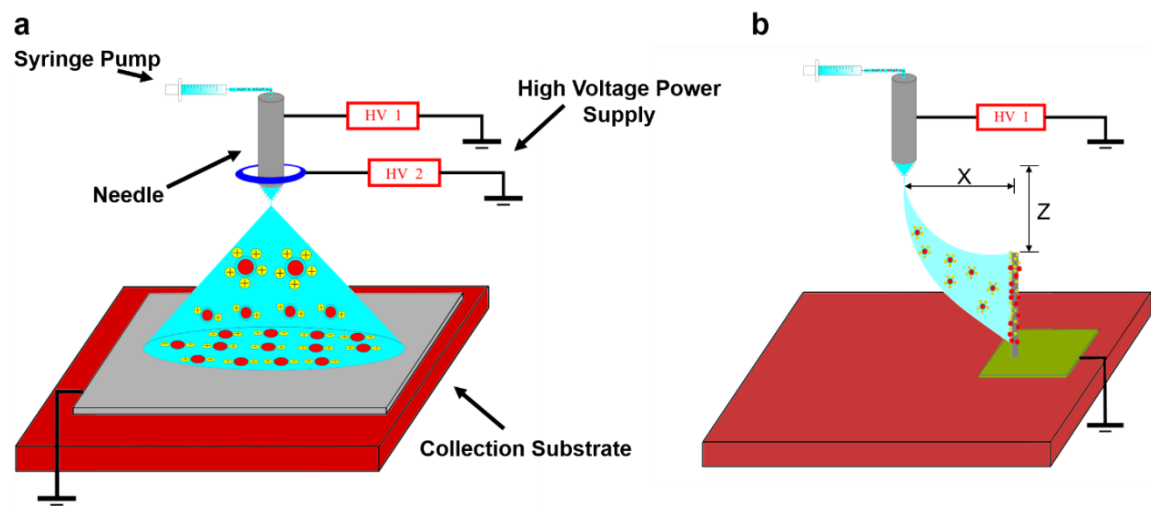 a
Syringe Pump
HV 1
High Voltage Power
Supply
HV 2
Needle
Collection Substrate
b
HV 1
X
Z